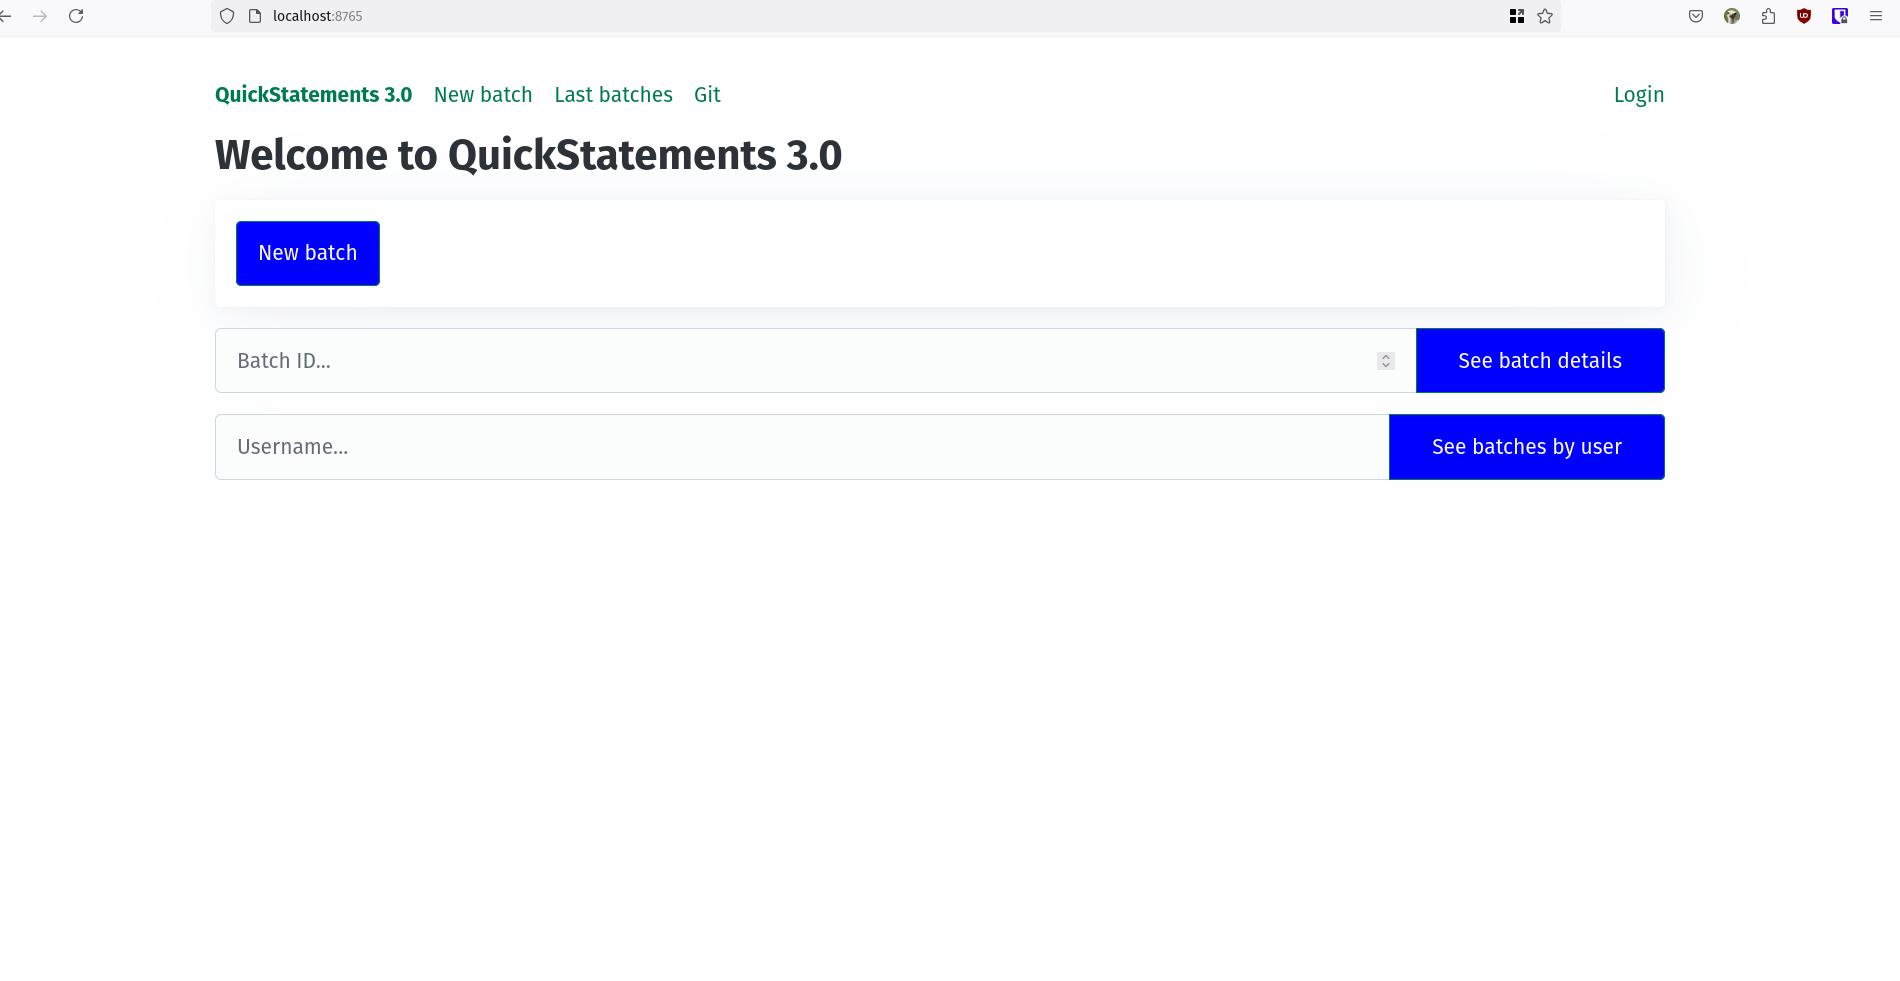 localhost:8765
QuickStatements 3.0 New batch Last batches Git Login
Welcome to QuickStatements 3.0
New batch
Batch ID... See batch details
Username... See batches by user